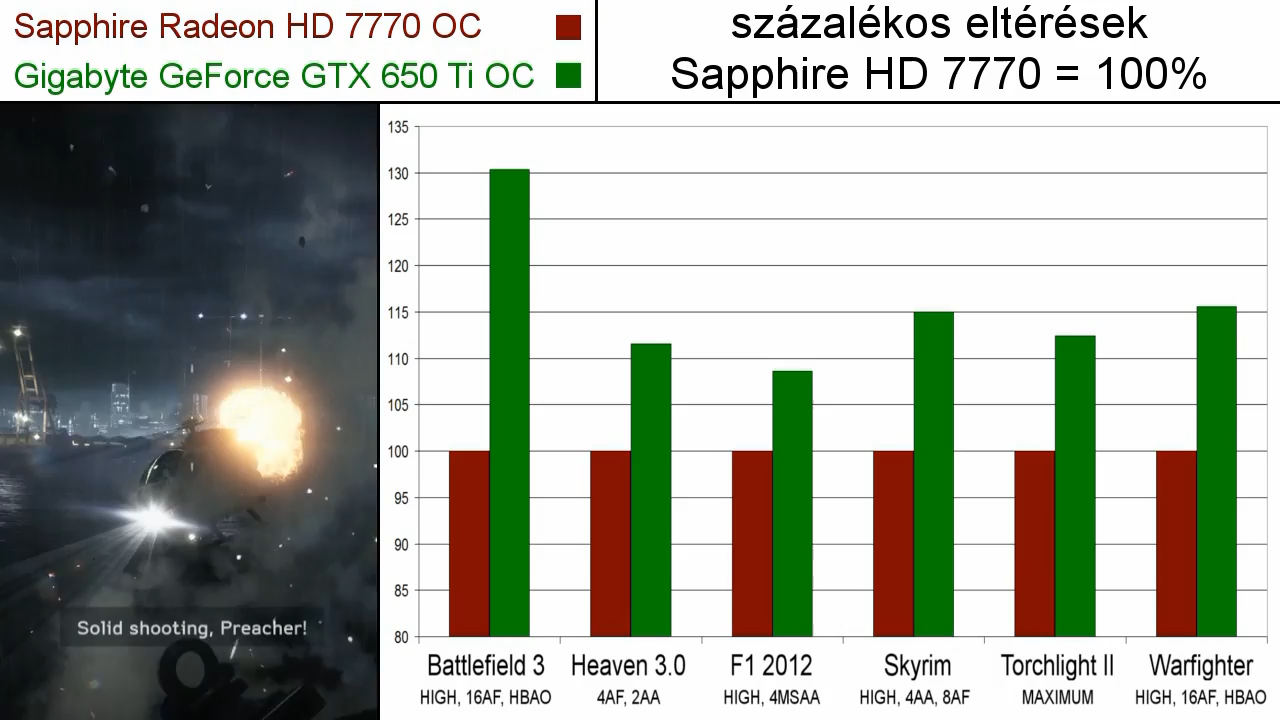 Sapphire Radeon HD 7770 OC
Gigabyte GeForce GTX 650 Ti OC
százalékos eltérések
Sapphire HD 7770 = 100%
135
130
125
120
115
110
105
100
95
90
85
80
Battlefield 3
Heaven 3.0
F1 2012
Skyrim
Torchlight II
Warfighter
HIGH, 16AF, HBAO
4AF, 2AA
HIGH, 4MSAA
HIGH, 4AA, 8AF
MAXIMUM
HIGH, 16AF, HBAO
Solid shooting, Preacher!